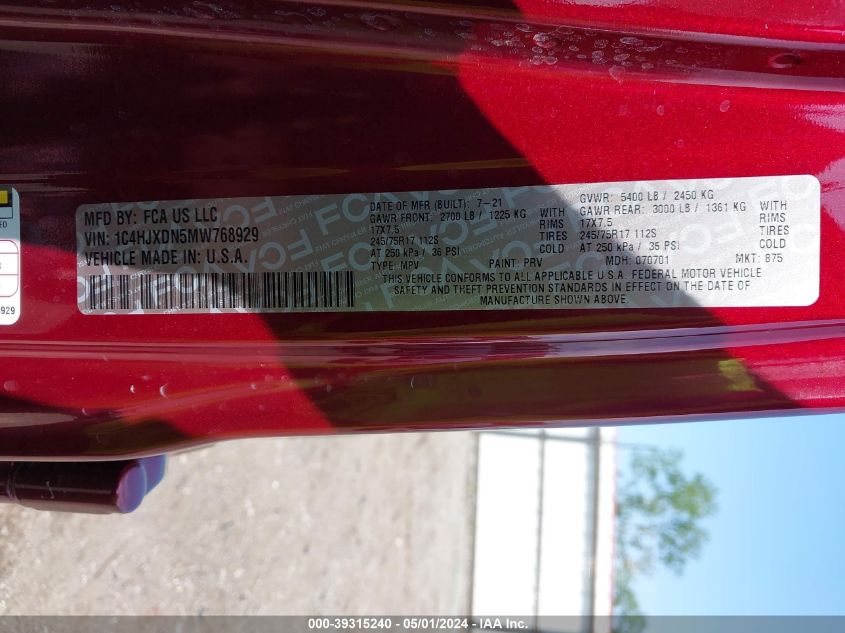 MFD BY: FCA US LLC
VIN: 1C4HJXDN5MW768929
VEHICLE MADE IN: U.S.A.
DATE OF MFR (BUILT): 7-21
GAWR FRONT: 2700 LB / 1225 KG WITH
17X7.5 RIMS
245/75R17 112S TIRES
AT 250 kPa / 36 PSI COLD
TYPE: MPV PAINT: PRV
GVWR: 5400 LB / 2450 KG
GAWR REAR: 3000 LB / 1361 KG WITH
17X7.5 RIMS
245/75R17 112S TIRES
AT 250 kPa / 36 PSI COLD
MDH: 070701 MKT: 875
THIS VEHICLE CONFORMS TO ALL APPLICABLE U.S.A. FEDERAL MOTOR VEHICLE
SAFETY AND THEFT PREVENTION STANDARDS IN EFFECT ON THE DATE OF
MANUFACTURE SHOWN ABOVE.
929
000-39315240 - 05/01/2024 - IAA Inc.